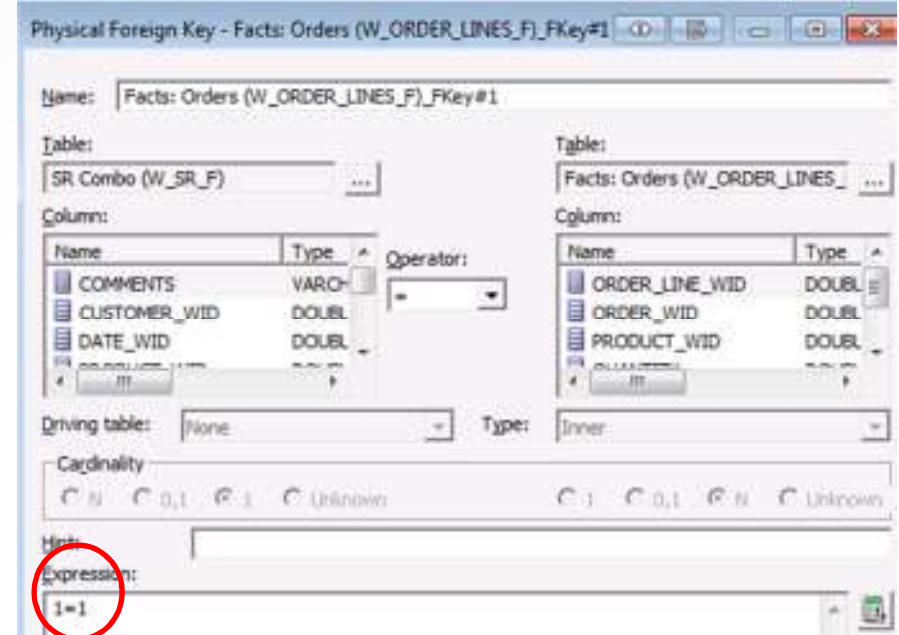 Physical Foreign Key - Facts: Orders (W_ORDER_LINES_F)_FKey#1
Name: Facts: Orders (W_ORDER_LINES_F)_FKey#1
Table: Table:
SR Combo (W_SR_F) ... Facts: Orders (W_ORDER_LINES_ ...
Column: Column:
Name Type Operator: Name Type
COMMENTS VARCH = ORDER_LINE_WID DOUBL
CUSTOMER_WID DOUBL ORDER_WID DOUBL
DATE_WID DOUBL PRODUCT_WID DOUBL
Driving table: None Type: Inner
Cardinality
N 0,1 1 Unknown 1 0,1 N Unknown
Hint:
Expression:
1=1